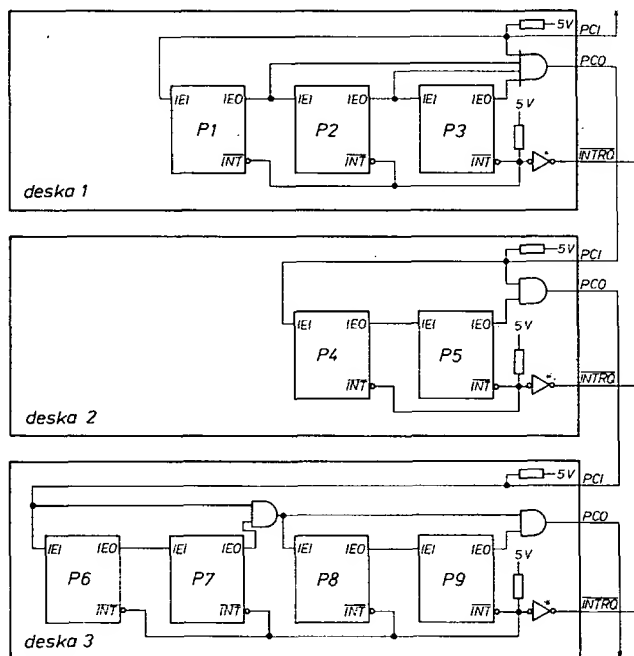 5V PCI
PCO
IEI IEO IEI IEO IEI IEO
P1 P2 P3
5V
INT INT INT INTRQ
deska 1
5V PCI
PCO
IEI IEO IEI IEO
P4 P5
5V
INT INT INTRQ
deska 2
PCI
5V
PCO
IEI IEO IEI IEO IEI IEO IEI IEO
P6 P7 P8 P9
5V
INT INT INT INT INTRQ
deska 3